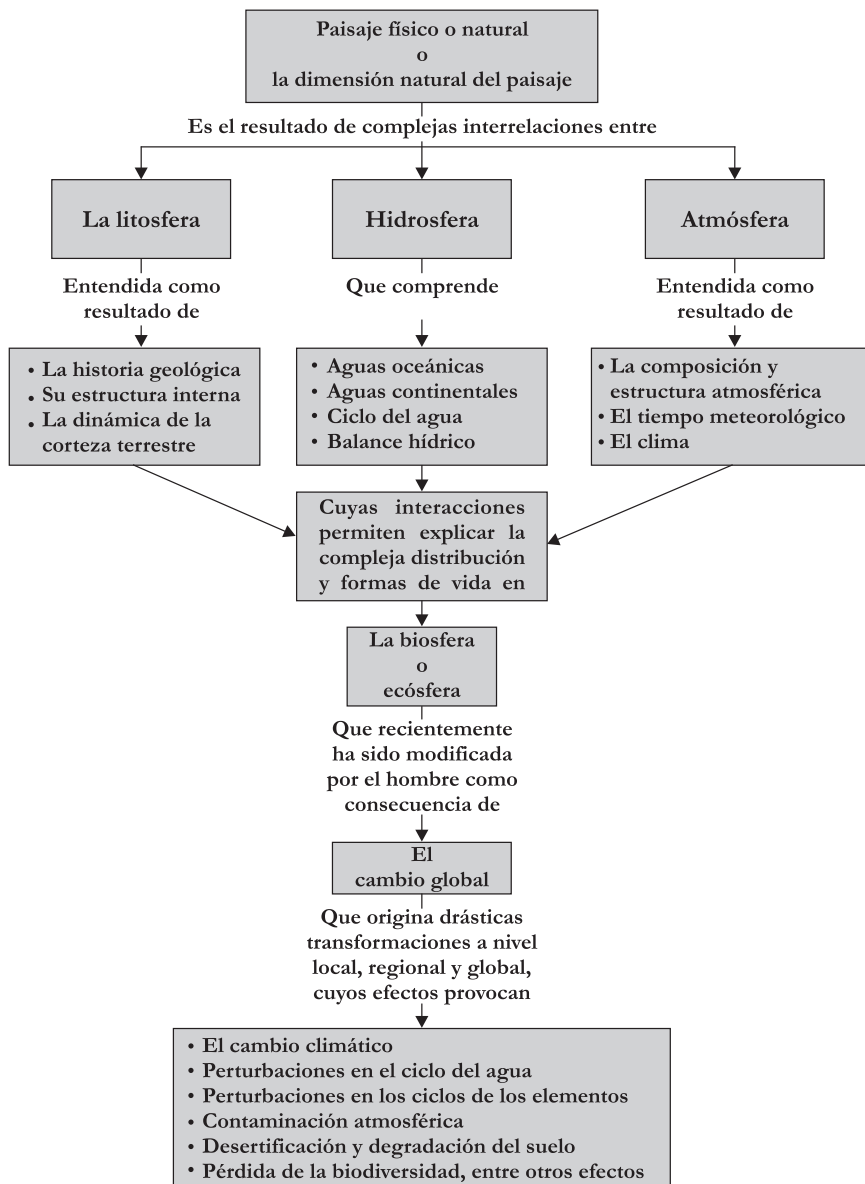 Paisaje físico o natural
o
la dimensión natural del paisaje
Es el resultado de complejas interrelaciones entre
La litosfera
Hidrosfera
Atmósfera
Entendida como
resultado de
Que comprende
Entendida como
resultado de
• La historia geológica
• Su estructura interna
• La dinámica de la
corteza terrestre
• Aguas oceánicas
• Aguas continentales
• Ciclo del agua
• Balance hídrico
• La composición y
estructura atmosférica
• El tiempo meteorológico
• El clima
Cuyas interacciones
permiten explicar la
compleja distribución
y formas de vida en
La biosfera
o
ecósfera
Que recientemente
ha sido modificada
por el hombre como
consecuencia de
El
cambio global
Que origina drásticas
transformaciones a nivel
local, regional y global,
cuyos efectos provocan
• El cambio climático
• Perturbaciones en el ciclo del agua
• Perturbaciones en los ciclos de los elementos
• Contaminación atmosférica
• Desertificación y degradación del suelo
• Pérdida de la biodiversidad, entre otros efectos